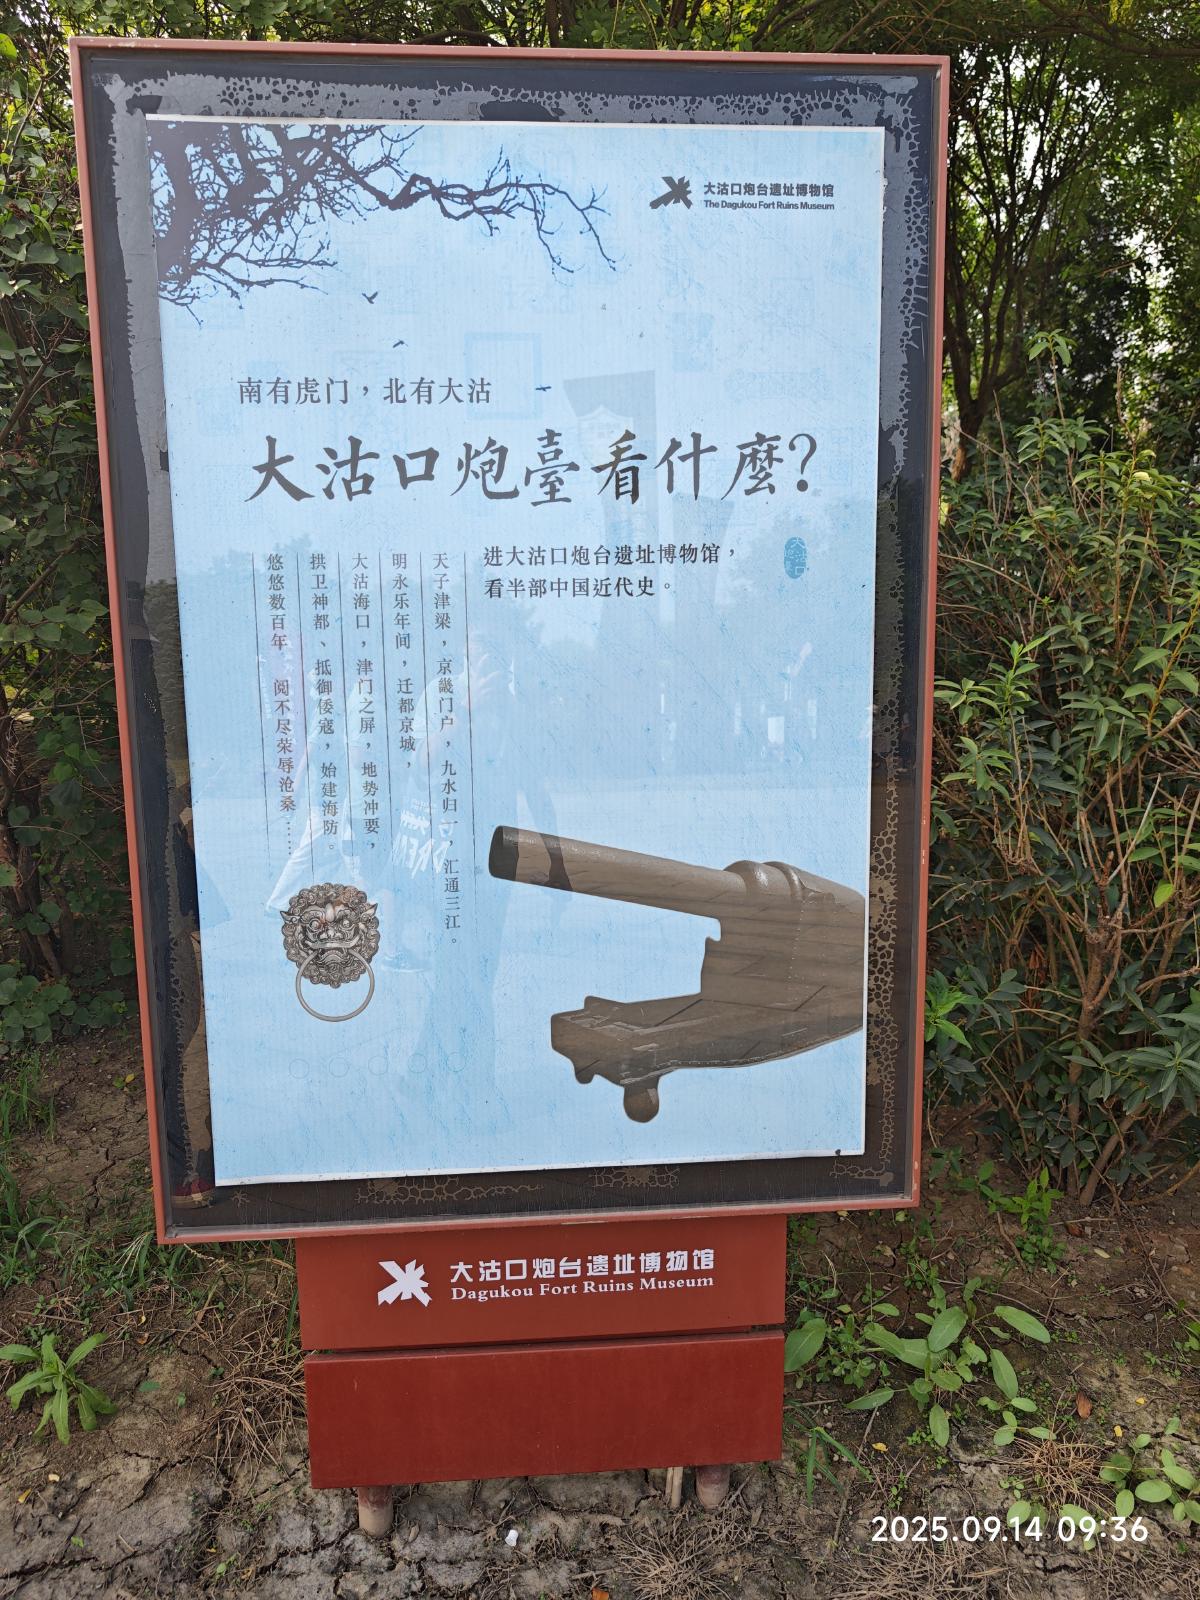 大沽口炮台遗址博物馆
The Dagukou Fort Ruins Museum
南有虎门，北有大沽
大沽口炮臺看什麼？
进大沽口炮台遗址博物馆，
看半部中国近代史。
大沽口
天子津梁，京畿门户，九水归一，汇通三江。
明永乐年间，迁都京城，
大沽海口，津门之屏，地势冲要，
拱卫神都、抵御倭寇，始建海防。
悠悠数百年 阅不尽荣辱沧桑……
大沽口炮台遗址博物馆
Dagukou Fort Ruins Museum
2025.09.14 09:36